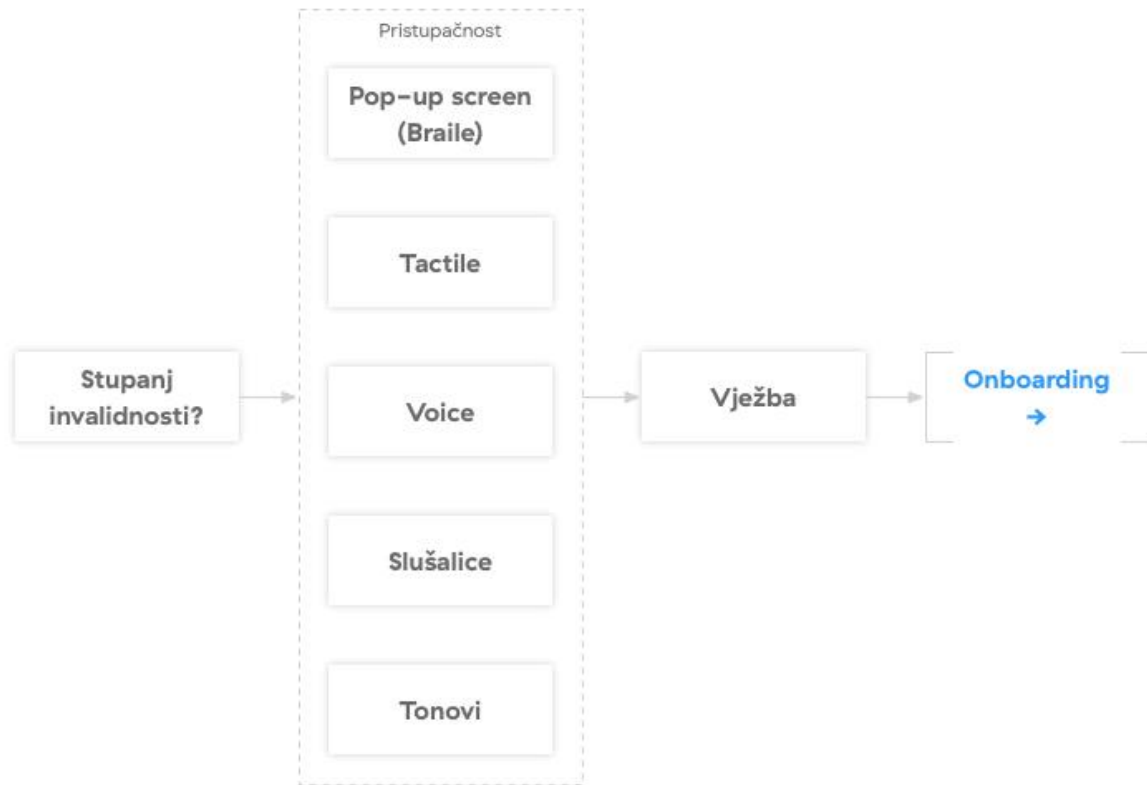 Pristupačnost
Pop-up screen
(Braile)
Tactile
Stupanj
invalidnosti?
Voice
Vježba
Onboarding
→
Slušalice
Tonovi